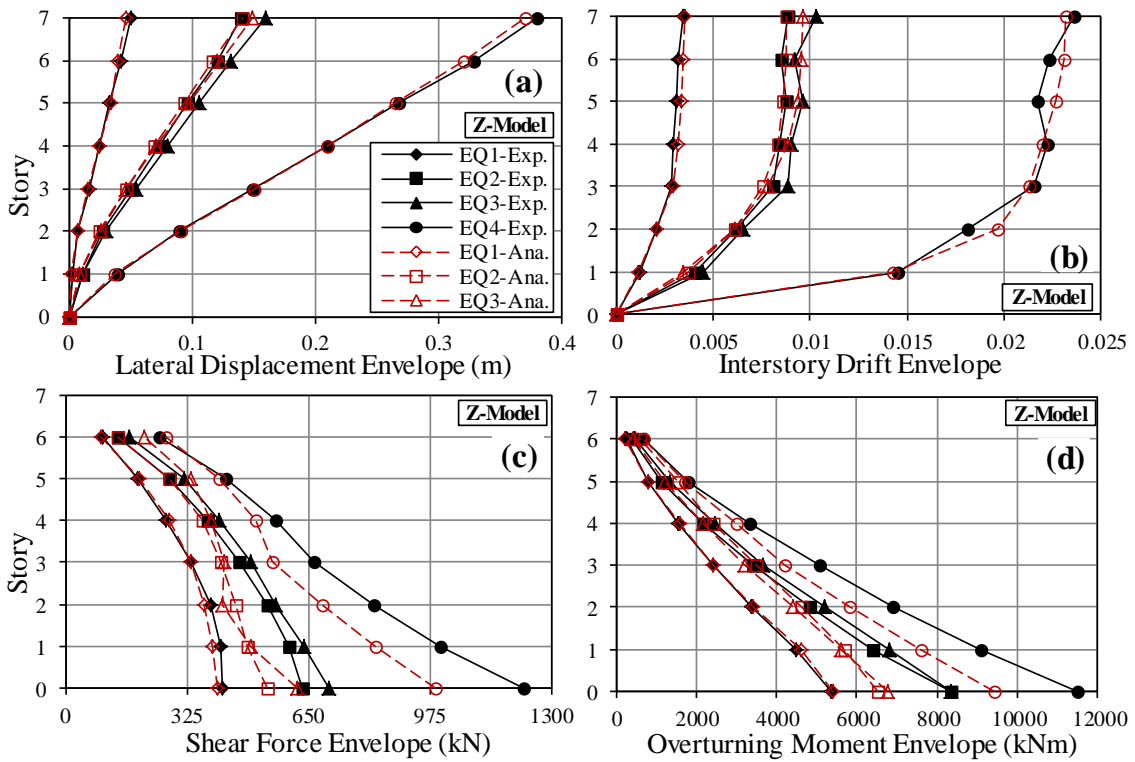 7
6
5
4
3
2
1
0
Story
(a)
Z-Model
EQ1-Exp.
EQ2-Exp.
EQ3-Exp.
EQ4-Exp.
EQ1-Ana.
EQ2-Ana.
EQ3-Ana.
0 0.1 0.2 0.3 0.4
Lateral Displacement Envelope (m)
7
6
5
4
3
2
1
0
(b)
Z-Model
0 0.005 0.01 0.015 0.02 0.025
Interstory Drift Envelope
7
6
5
4
3
2
1
0
Story
Z-Model
(c)
0 325 650 975 1300
Shear Force Envelope (kN)
7
6
5
4
3
2
1
0
Z-Model
(d)
0 2000 4000 6000 8000 10000 12000
Overturning Moment Envelope (kNm)